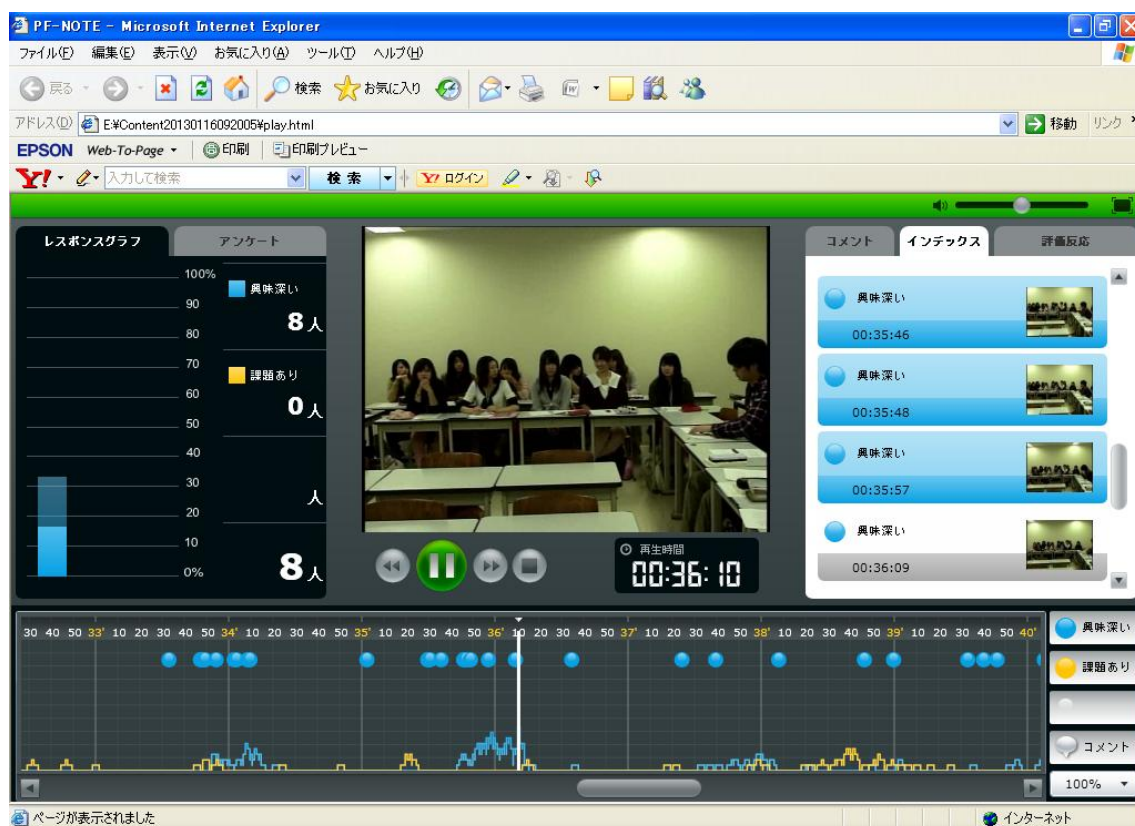 PF-NOTE - Microsoft Internet Explorer
ファイル(F) 編集(E) 表示(V) お気に入り(A) ツール(T) ヘルプ(H)
戻る 検索 お気に入り
アドレス(D) E:¥Content20130116092005¥play.html 移動 リンク
EPSON Web-To-Page 印刷 印刷プレビュー
Y! 入力して検索 検索 Y! ログイン
レスポンスグラフ アンケート
100%
90
80
70
60
50
40
30
20
10
0%
興味深い
8人
課題あり
0人
人
8人
再生時間
00:36:10
コメント インデックス 評価反応
興味深い
00:35:46
興味深い
00:35:48
興味深い
00:35:57
興味深い
00:36:09
30 40 50 33' 10 20 30 40 50 34' 10 20 30 40 50 35' 10 20 30 40 50 36' 10 20 30 40 50 37' 10 20 30 40 50 38' 10 20 30 40 50 39' 10 20 30 40 50 40'
興味深い
課題あり
コメント
100%
ページが表示されました インターネット